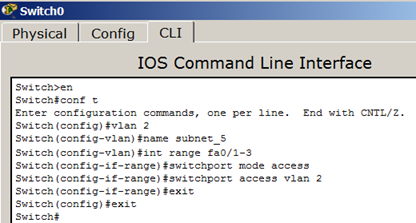 Switch0
Physical Config CLI
IOS Command Line Interface
Switch>en
Switch#conf t
Enter configuration commands, one per line.  End with CNTL/Z.
Switch(config)#vlan 2
Switch(config-vlan)#name subnet_5
Switch(config-vlan)#int range fa0/1-3
Switch(config-if-range)#switchport mode access
Switch(config-if-range)#switchport access vlan 2
Switch(config-if-range)#exit
Switch(config)#exit
Switch#